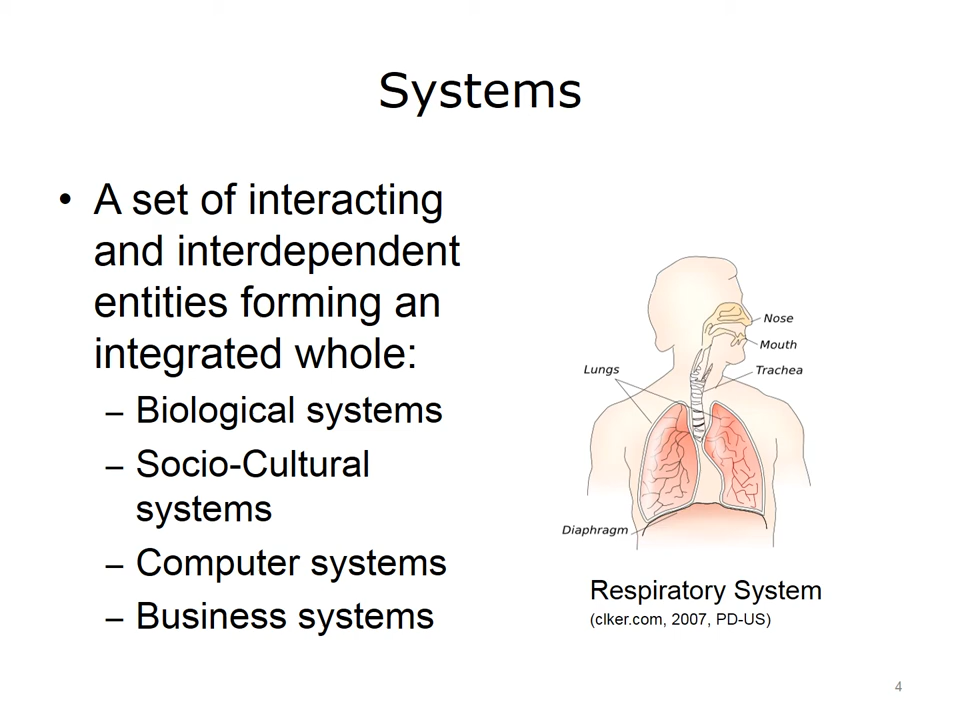 Systems
• A set of interacting
and interdependent
entities forming an
integrated whole:
– Biological systems
– Socio-Cultural
systems
– Computer systems
– Business systems
Nose
Mouth
Lungs
Trachea
Diaphragm
Respiratory System
(clker.com, 2007, PD-US)
4